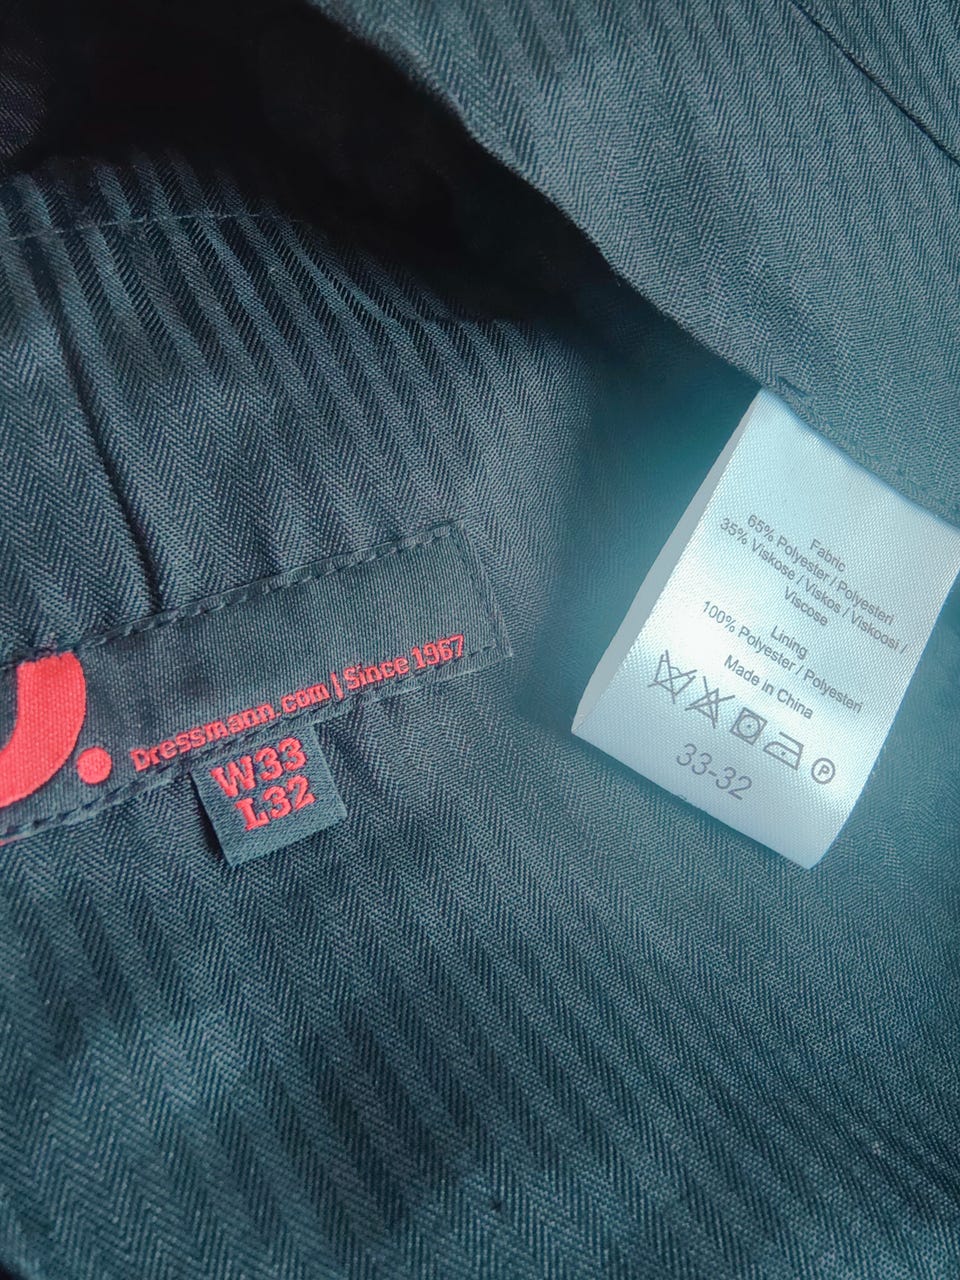 Dressmann.com | Since 1967
W33
L32
Fabric
65% Polyester / Polyesteri
35% Viskose / Viskos / Viskoosi /
Viscose
Lining
100% Polyester / Polyesteri
Made in China
P
33-32